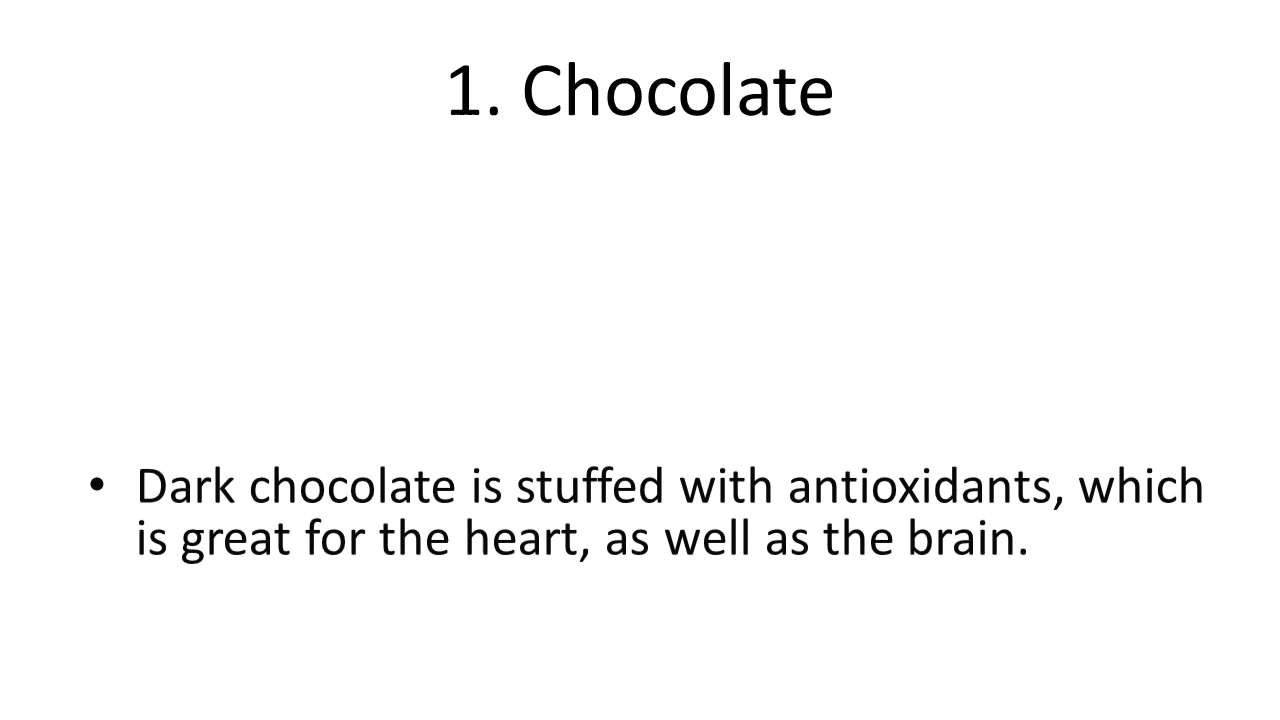 1. Chocolate
• Dark chocolate is stuffed with antioxidants, which
is great for the heart, as well as the brain.